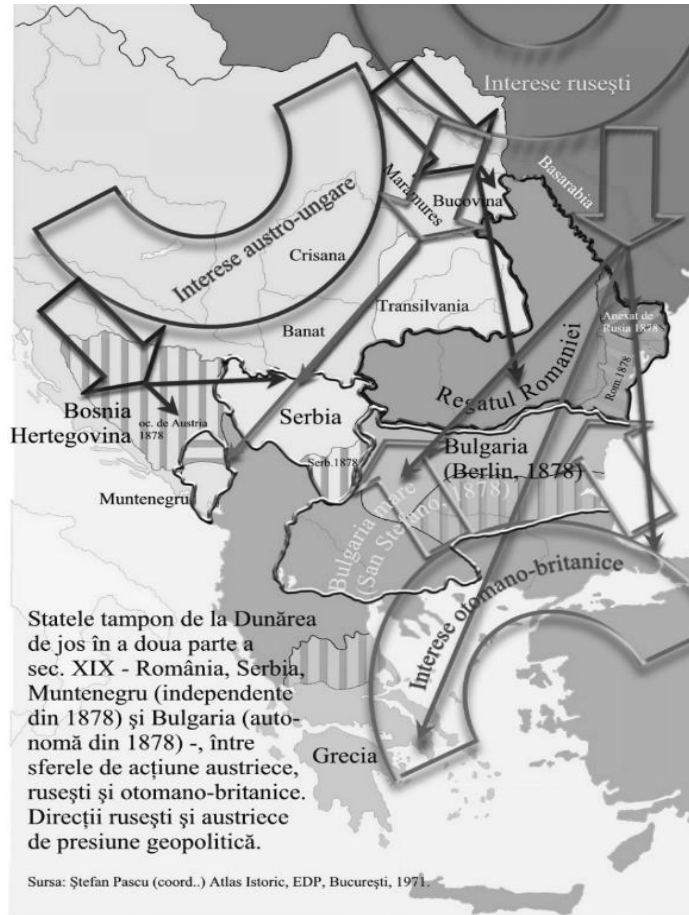 Interese rusești
Basarabia
Maramures
Bucovina
Interese austro-ungare
Crisana
Transilvania
Banat
Anexat de
Rusia 1878
Rom.1878
Regatul Romaniei
Bosnia
Hertegovina
oc. de Austria
1878
Serbia
Serb.1878
Bulgaria
(Berlin, 1878)
Muntenegru
Bulgaria mare
(San Stefano, 1878)
Interese otomano-britanice
Grecia
Statele tampon de la Dunărea
de jos în a doua parte a
sec. XIX - România, Serbia,
Muntenegru (independente
din 1878) și Bulgaria (auto-
nomă din 1878) -, între
sferele de acțiune austriece,
rusești și otomano-britanice.
Direcții rusești și austriece
de presiune geopolitică.
Sursa: Ștefan Pascu (coord..) Atlas Istoric, EDP, București, 1971.